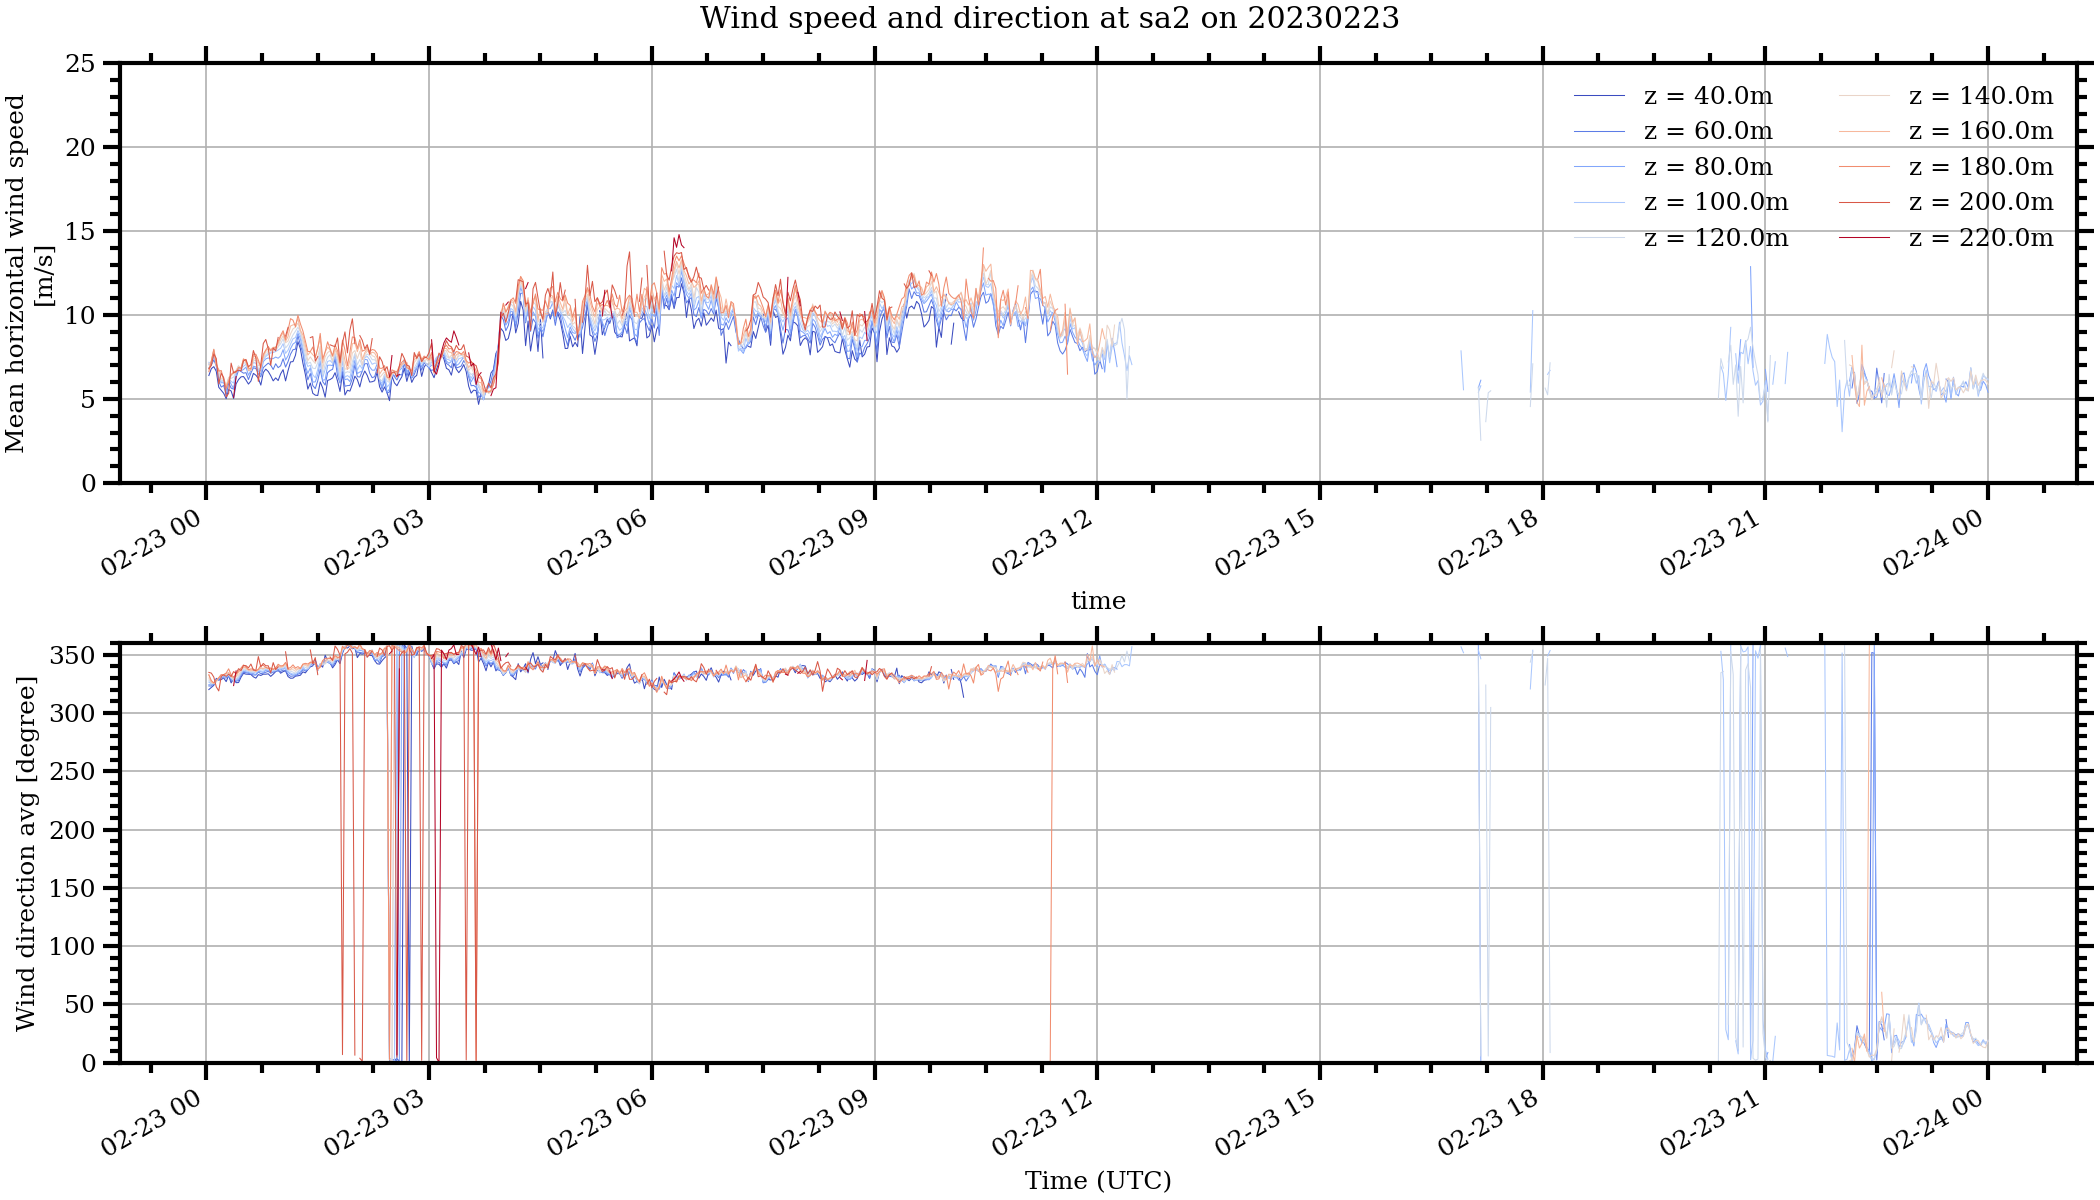 Wind speed and direction at sa2 on 20230223
Mean horizontal wind speed
[m/s]
25
20
15
10
5
0
z = 40.0m
z = 60.0m
z = 80.0m
z = 100.0m
z = 120.0m
z = 140.0m
z = 160.0m
z = 180.0m
z = 200.0m
z = 220.0m
02-23 00
02-23 03
02-23 06
02-23 09
02-23 12
02-23 15
02-23 18
02-23 21
02-24 00
time
Wind direction avg [degree]
350
300
250
200
150
100
50
0
02-23 00
02-23 03
02-23 06
02-23 09
02-23 12
02-23 15
02-23 18
02-23 21
02-24 00
Time (UTC)